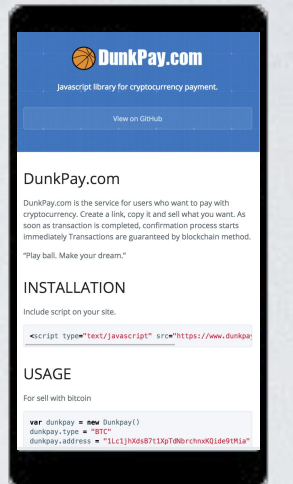 DunkPay.com
Javascript library for cryptocurrency payment.
View on GitHub
DunkPay.com
DunkPay.com is the service for users who want to pay with
cryptocurrency. Create a link, copy it and sell what you want. As
soon as transaction is completed, confirmation process starts
immediately Transactions are guaranteed by blockchain method.
“Play ball. Make your dream.”
INSTALLATION
Include script on your site.
<script type="text/javascript" src="https://www.dunkpay
USAGE
For sell with bitcoin
var dunkpay = new Dunkpay()
dunkpay.type = "BTC"
dunkpay.address = "1Lc1jhXdsB7t1XpTdNbrchnxKQide9tMia"